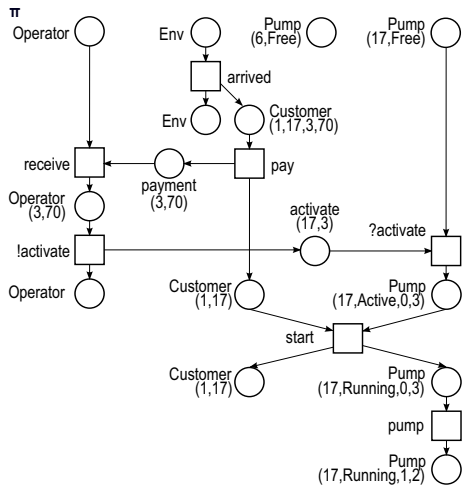 π
Operator
Env
Pump
(6,Free)
Pump
(17,Free)
arrived
Env
Customer
(1,17,3,70)
receive
payment
(3,70)
pay
Operator
(3,70)
activate
(17,3)
?activate
!activate
Operator
Customer
(1,17)
Pump
(17,Active,0,3)
start
Customer
(1,17)
Pump
(17,Running,0,3)
pump
Pump
(17,Running,1,2)